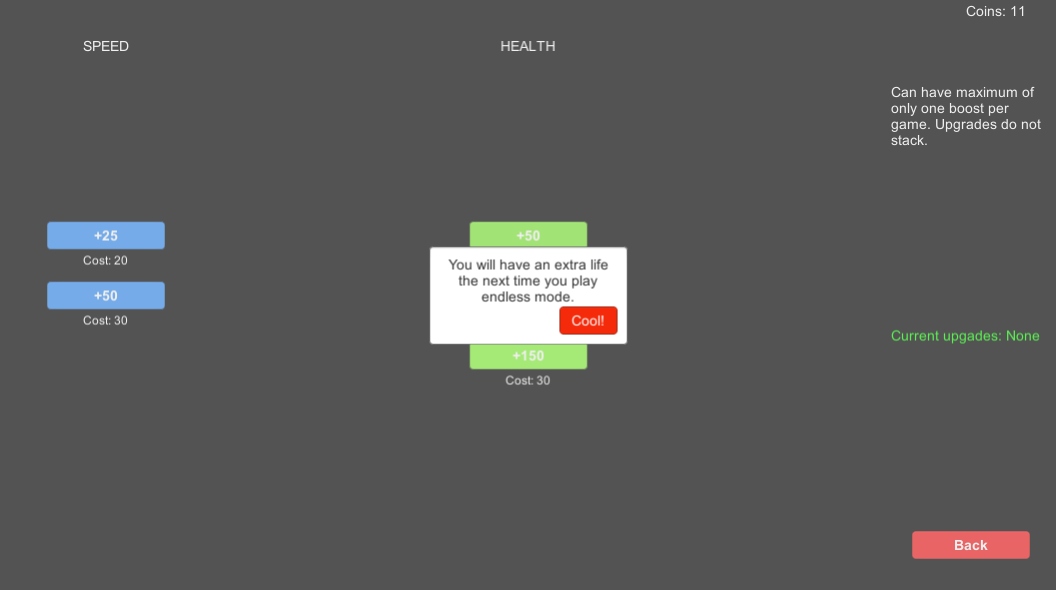 Coins: 11
SPEED
HEALTH
Can have maximum of
only one boost per
game. Upgrades do not
stack.
+25
Cost: 20
+50
Cost: 30
+50
You will have an extra life
the next time you play
endless mode.
Cool!
+150
Cost: 30
Current upgades: None
Back